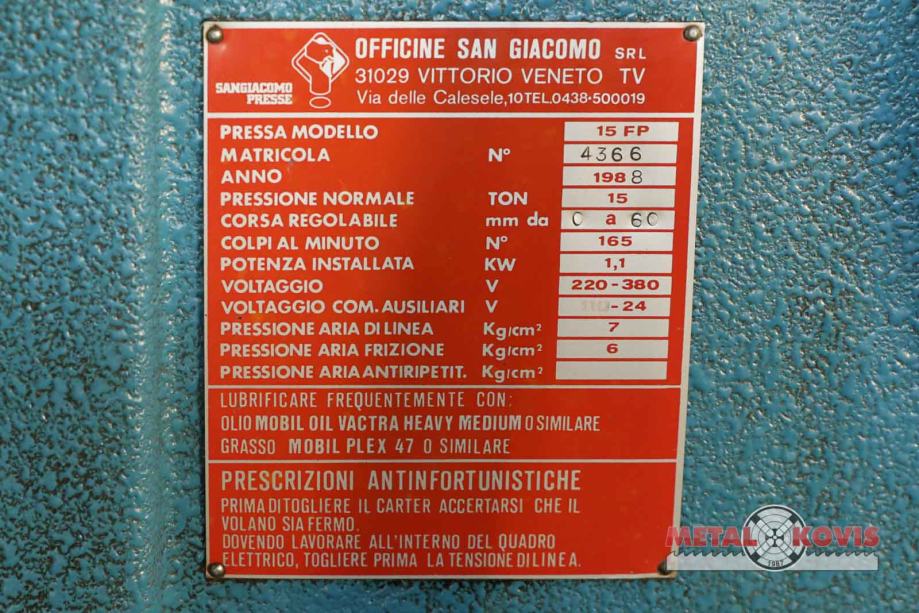 OFFICINE SAN GIACOMO SRL
31029 VITTORIO VENETO TV
Via delle Calesele,10TEL.0438-500019
SANGIACOMO
PRESSE
PRESSA MODELLO 15 FP
MATRICOLA N° 4366
ANNO 1988
PRESSIONE NORMALE TON 15
CORSA REGOLABILE mm da 0 a 60
COLPI AL MINUTO N° 165
POTENZA INSTALLATA KW 1,1
VOLTAGGIO V 220-380
VOLTAGGIO COM. AUSILIARI V 110-24
PRESSIONE ARIA DI LINEA Kg/cm² 7
PRESSIONE ARIA FRIZIONE Kg/cm² 6
PRESSIONE ARIA ANTIRIPETIT. Kg/cm²
LUBRIFICARE FREQUENTEMENTE CON:
OLIO MOBIL OIL VACTRA HEAVY MEDIUM O SIMILARE
GRASSO MOBIL PLEX 47 O SIMILARE
PRESCRIZIONI ANTINFORTUNISTICHE
PRIMA DI TOGLIERE IL CARTER ACCERTARSI CHE IL
VOLANO SIA FERMO.
DOVENDO LAVORARE ALL'INTERNO DEL QUADRO
ELETTRICO, TOGLIERE PRIMA LA TENSIONE DI LINEA.
METAL KOVIS
1987